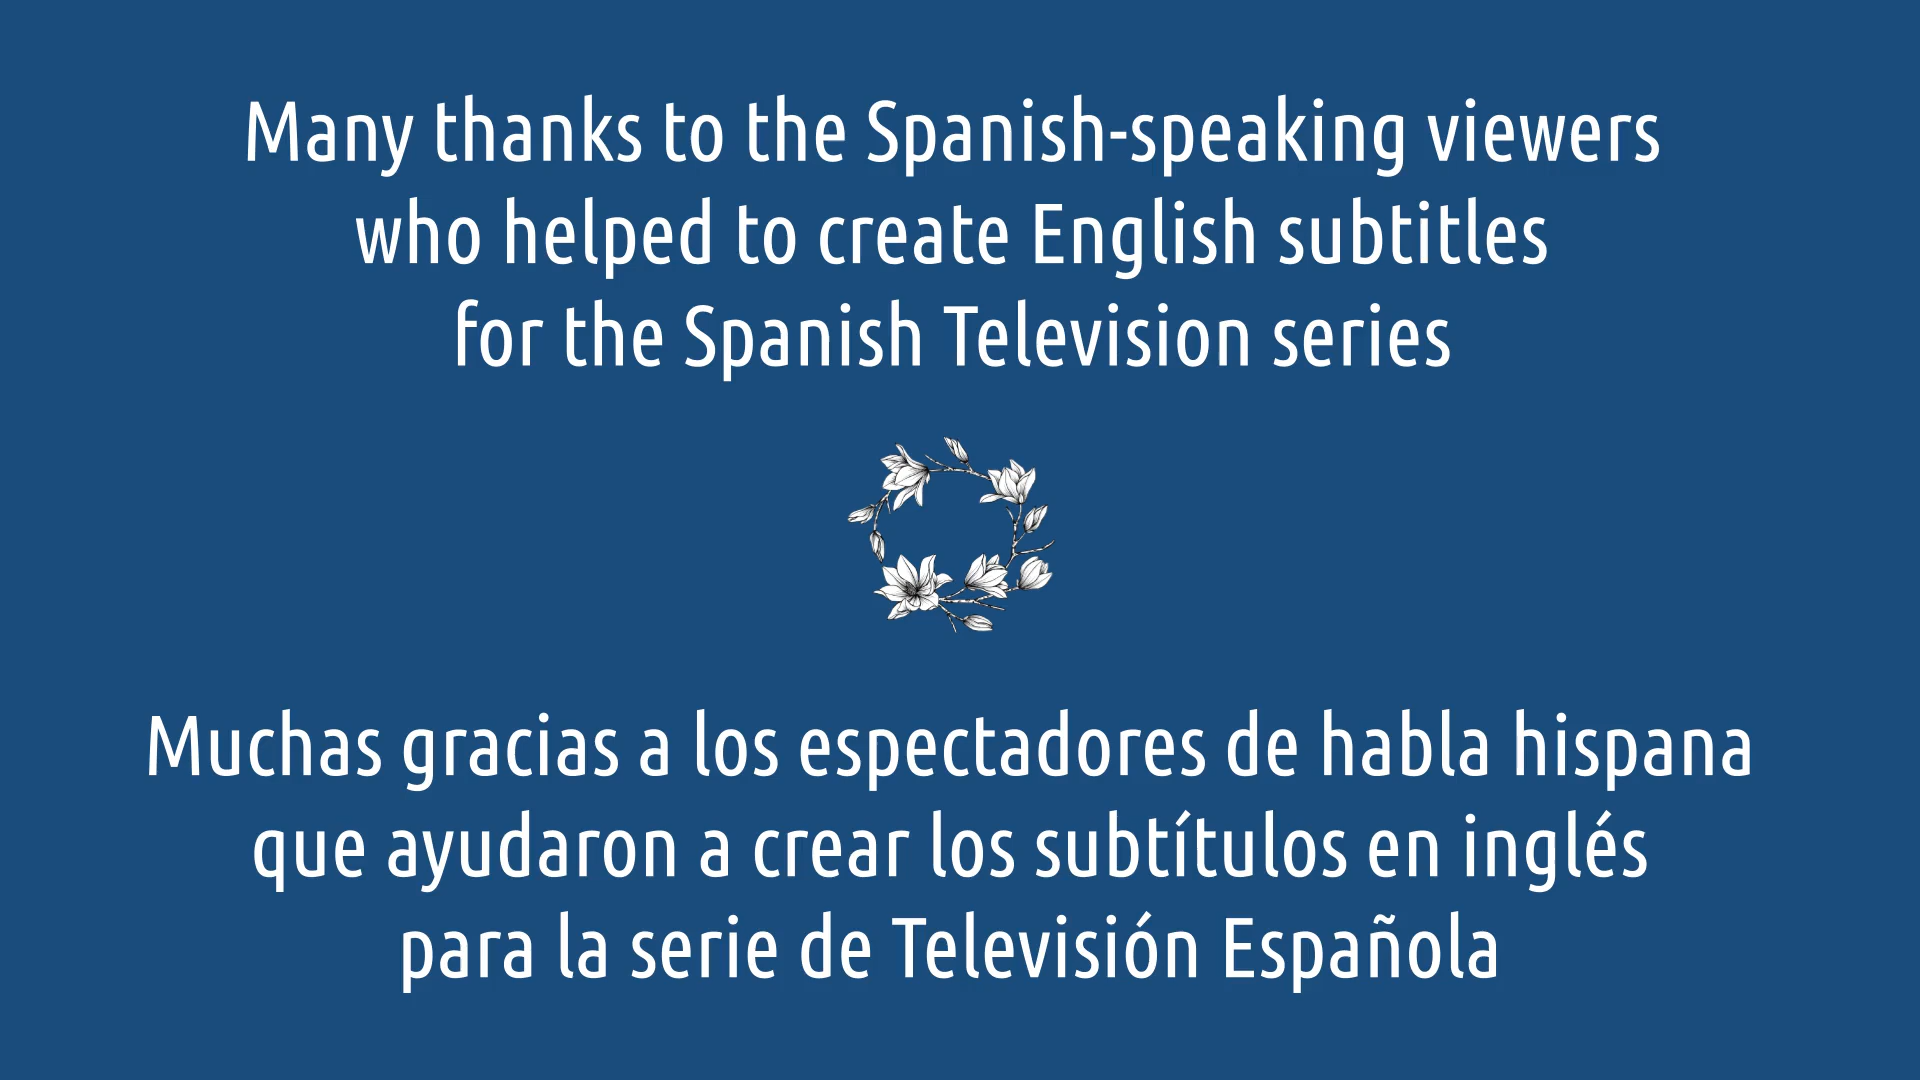 Many thanks to the Spanish-speaking viewers
who helped to create English subtitles
for the Spanish Television series
Muchas gracias a los espectadores de habla hispana
que ayudaron a crear los subtítulos en inglés
para la serie de Televisión Española